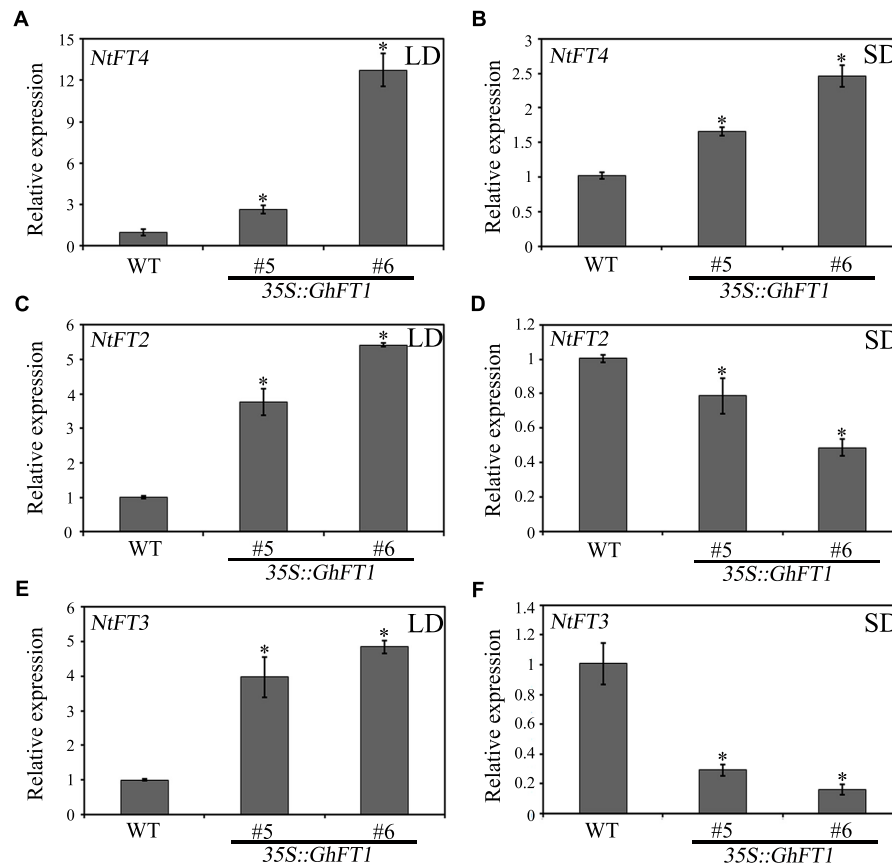 A
Relative expression
15
12
9
6
3
0
NtFT4
LD
*
*
WT
#5
#6
35S::GhFT1
B
Relative expression
3
2.5
2
1.5
1
0.5
0
NtFT4
SD
*
*
WT
#5
#6
35S::GhFT1
C
Relative expression
6
5
4
3
2
1
0
NtFT2
LD
*
*
WT
#5
#6
35S::GhFT1
D
Relative expression
1.2
1
0.8
0.6
0.4
0.2
0
NtFT2
SD
*
*
WT
#5
#6
35S::GhFT1
E
Relative expression
6
5
4
3
2
1
0
NtFT3
LD
*
*
WT
#5
#6
35S::GhFT1
F
Relative expression
1.4
1.2
1
0.8
0.6
0.4
0.2
0
NtFT3
SD
*
*
WT
#5
#6
35S::GhFT1